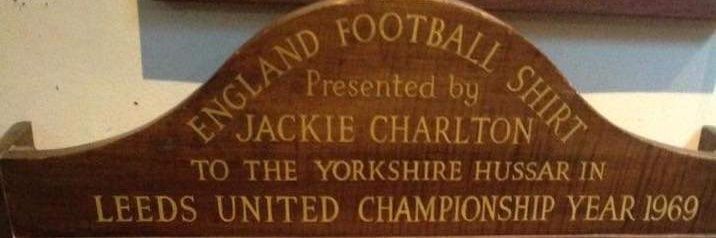 ENGLAND FOOTBALL SHIRT
Presented by
JACKIE CHARLTON
TO THE YORKSHIRE HUSSAR IN
LEEDS UNITED CHAMPIONSHIP YEAR 1969